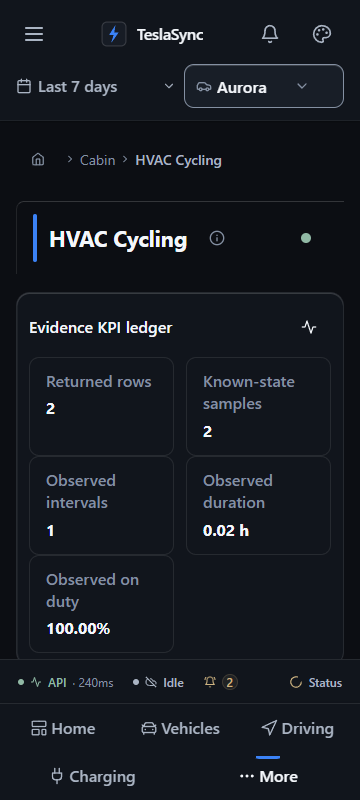 TeslaSync
Last 7 days
Aurora
Cabin
HVAC Cycling
HVAC Cycling
Evidence KPI ledger
Returned rows
2
Known-state
samples
2
Observed
intervals
1
Observed
duration
0.02 h
Observed on
duty
100.00%
API · 240ms
Idle
2
Status
Home
Vehicles
Driving
Charging
More